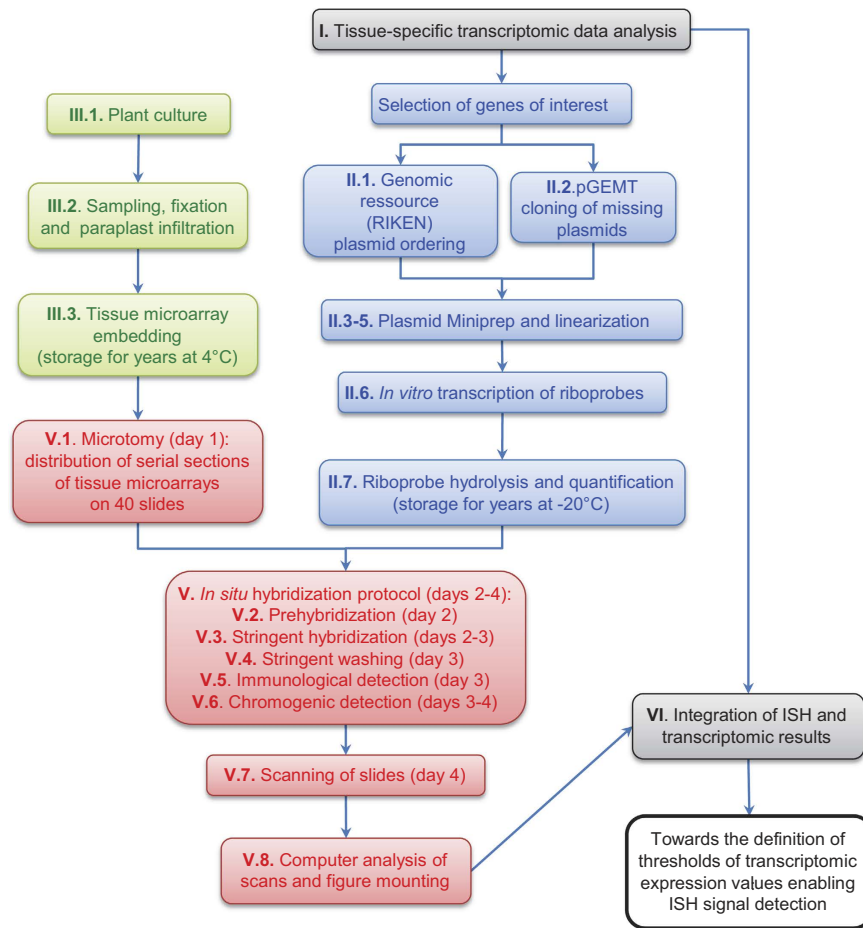 I. Tissue-specific transcriptomic data analysis
Selection of genes of interest
III.1. Plant culture
II.1. Genomic
ressource
(RIKEN)
plasmid ordering
II.2.pGEMT
cloning of missing
plasmids
III.2. Sampling, fixation
and paraplast infiltration
III.3. Tissue microarray
embedding
(storage for years at 4°C)
II.3-5. Plasmid Miniprep and linearization
II.6. In vitro transcription of riboprobes
V.1. Microtomy (day 1):
distribution of serial sections
of tissue microarrays
on 40 slides
II.7. Riboprobe hydrolysis and quantification
(storage for years at -20°C)
V. In situ hybridization protocol (days 2-4):
V.2. Prehybridization (day 2)
V.3. Stringent hybridization (days 2-3)
V.4. Stringent washing (day 3)
V.5. Immunological detection (day 3)
V.6. Chromogenic detection (days 3-4)
V.7. Scanning of slides (day 4)
V.8. Computer analysis of
scans and figure mounting
VI. Integration of ISH and
transcriptomic results
Towards the definition of
thresholds of transcriptomic
expression values enabling
ISH signal detection